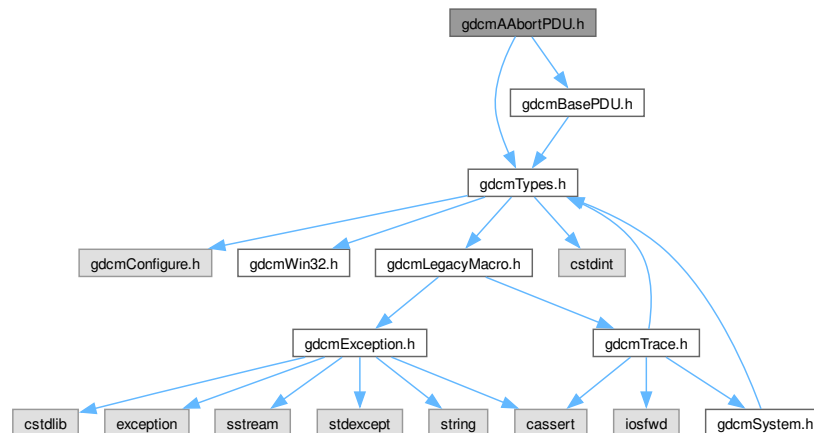 gdcmAAbortPDU.h
gdcmBasePDU.h
gdcmTypes.h
gdcmConfigure.h
gdcmWin32.h
gdcmLegacyMacro.h
cstdint
gdcmException.h
gdcmTrace.h
cstdlib
exception
sstream
stdexcept
string
cassert
iosfwd
gdcmSystem.h